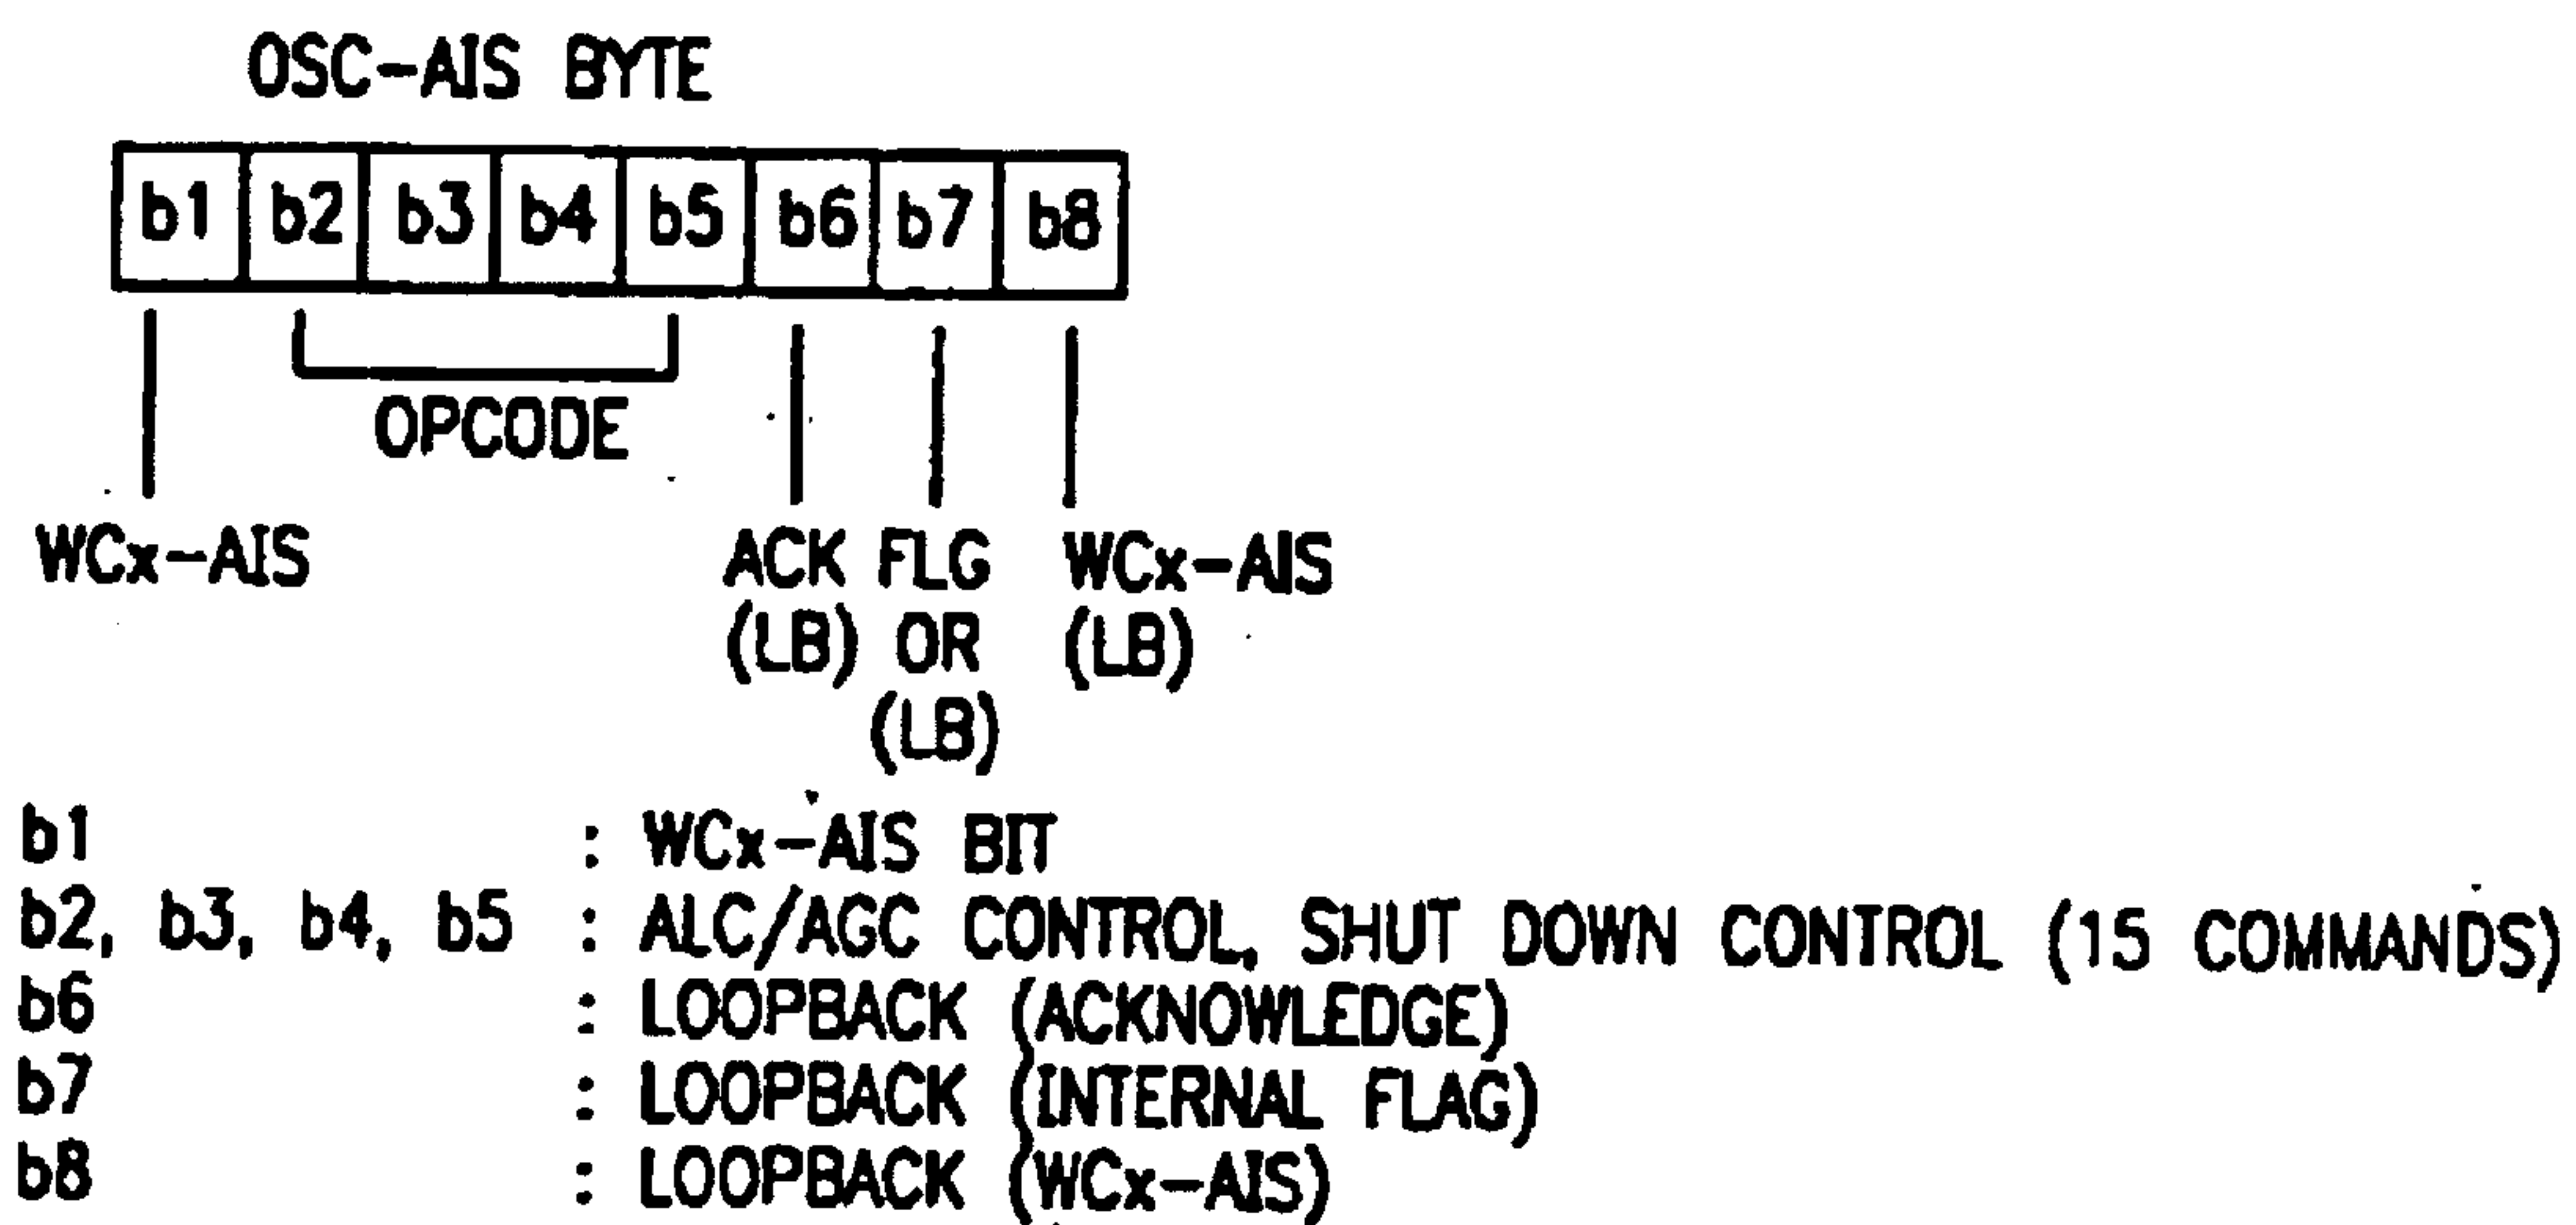 OSC-AIS BYTE
b1 b2 b3 b4 b5 b6 b7 b8
OPCODE
WCx-AIS ACK FLG WCx-AIS
(LB) OR (LB)
(LB)
b1 : WCx-AIS BIT
b2, b3, b4, b5 : ALC/AGC CONTROL, SHUT DOWN CONTROL (15 COMMANDS)
b6 : LOOPBACK (ACKNOWLEDGE)
b7 : LOOPBACK (INTERNAL FLAG)
b8 : LOOPBACK (WCx-AIS)